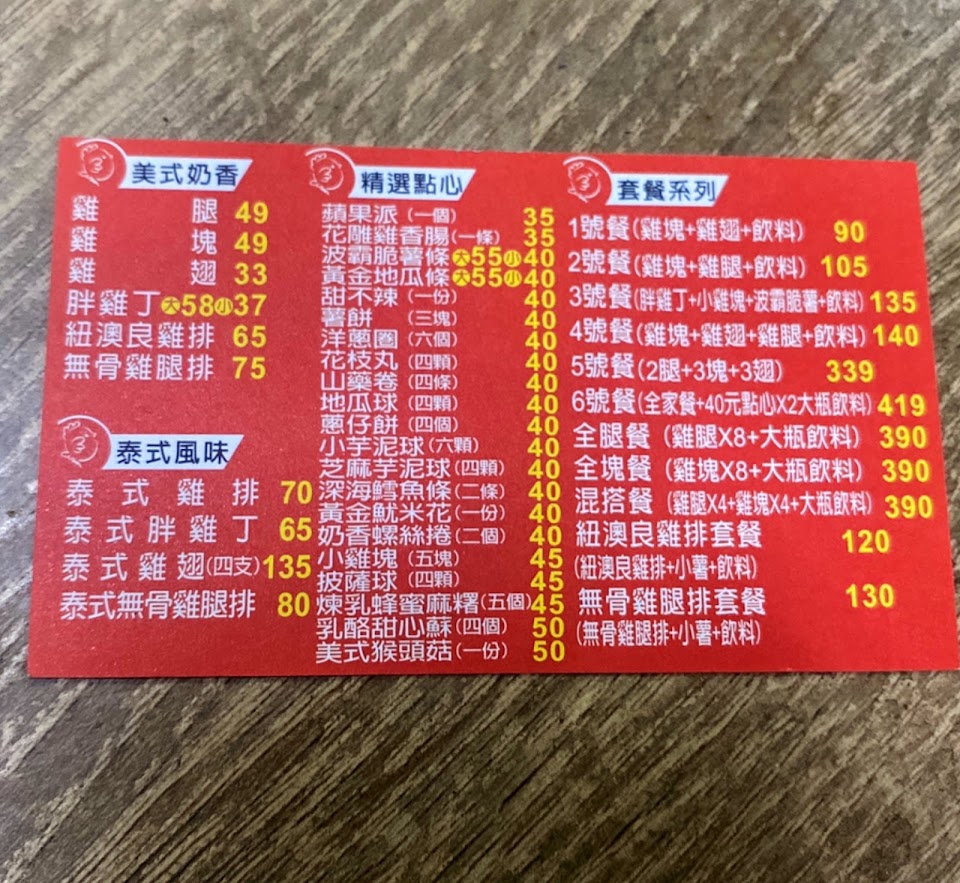 美式奶香
雞腿 49
雞塊 49
雞翅 33
胖雞丁 大58小37
紐澳良雞排 65
無骨雞腿排 75
泰式風味
泰式雞排 70
泰式胖雞丁 65
泰式雞翅(四支)135
泰式無骨雞腿排 80
精選點心
蘋果派(一個) 35
花雕雞香腸(一條) 35
波霸脆薯條 大55小40
黃金地瓜條 大55小40
甜不辣(一份) 40
薯餅(三塊) 40
洋蔥圈(六個) 40
花枝丸(四顆) 40
山藥卷(四條) 40
地瓜球(四顆) 40
蔥仔餅(四個) 40
小芋泥球(六顆) 40
芝麻芋泥球(四顆) 40
深海鱈魚條(二條) 40
黃金魷米花(一份) 40
奶香螺絲捲(二個) 40
小雞塊(五塊) 45
披薩球(四顆) 45
煉乳蜂蜜麻糬(五個)45
乳酪甜心酥(四個) 50
美式猴頭菇(一份) 50
套餐系列
1號餐(雞塊+雞翅+飲料) 90
2號餐(雞塊+雞腿+飲料) 105
3號餐(胖雞丁+小雞塊+波霸脆薯+飲料) 135
4號餐(雞塊+雞翅+雞腿+飲料) 140
5號餐(2腿+3塊+3翅) 339
6號餐(全家餐+40元點心X2大瓶飲料) 419
全腿餐(雞腿X8+大瓶飲料) 390
全塊餐(雞塊X8+大瓶飲料) 390
混搭餐(雞腿X4+雞塊X4+大瓶飲料) 390
紐澳良雞排套餐 120
(紐澳良雞排+小薯+飲料)
無骨雞腿排套餐 130
(無骨雞腿排+小薯+飲料)